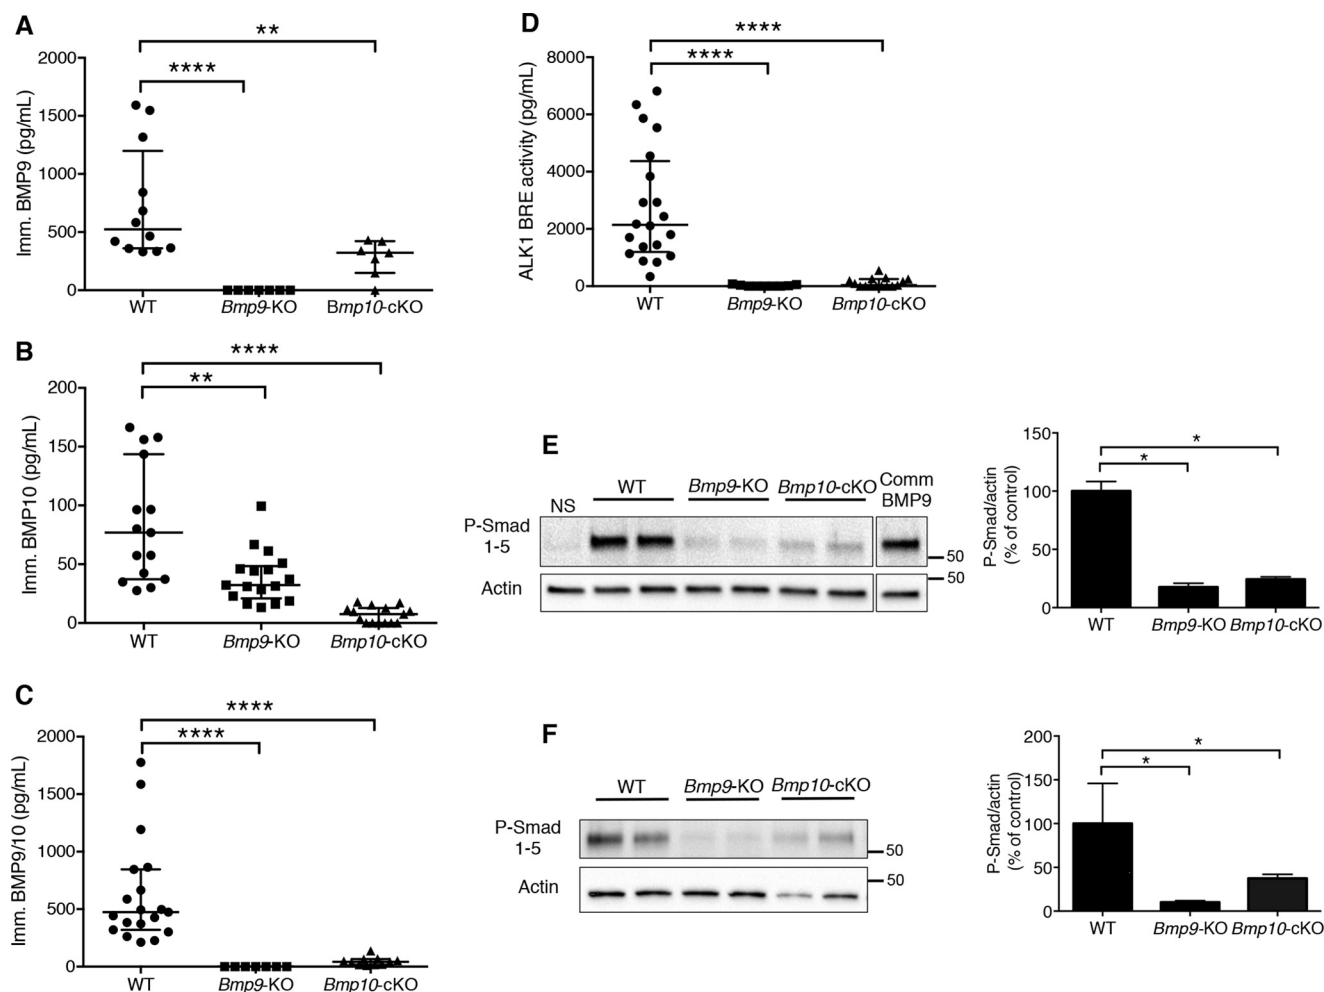 A
**
2000
****
1500
1000
500
0
Imm. BMP9 (pg/mL)
WT
Bmp9-KO
Bmp10-cKO
B
****
**
200
150
100
50
0
Imm. BMP10 (pg/mL)
WT
Bmp9-KO
Bmp10-cKO
C
****
****
2000
1500
1000
500
0
Imm. BMP9/10 (pg/mL)
WT
Bmp9-KO
Bmp10-cKO
D
****
****
8000
6000
4000
2000
0
ALK1 BRE activity (pg/mL)
WT
Bmp9-KO
Bmp10-cKO
E
NS
WT
Bmp9-KO
Bmp10-cKO
Comm
BMP9
P-Smad
1-5
50
50
Actin
150
100
50
0
P-Smad/actin
(% of control)
*
*
WT
Bmp9-KO
Bmp10-cKO
F
WT
Bmp9-KO
Bmp10-cKO
P-Smad
1-5
50
50
Actin
200
150
100
50
0
P-Smad/actin
(% of control)
*
*
WT
Bmp9-KO
Bmp10-cKO